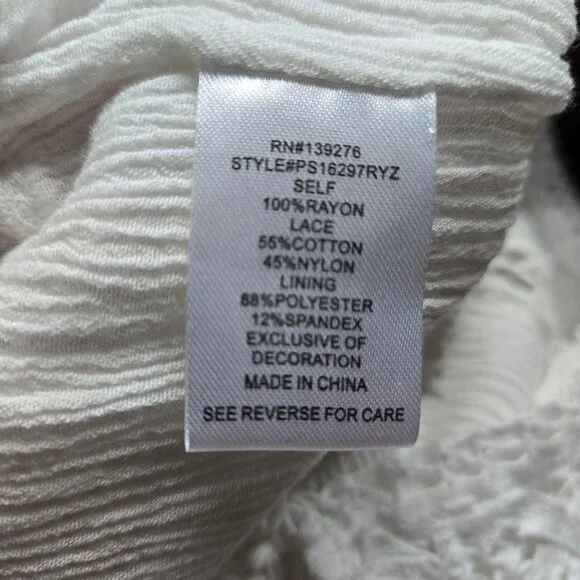 RN#139276
STYLE#PS16297RYZ
SELF
100%RAYON
LACE
55%COTTON
45%NYLON
LINING
88%POLYESTER
12%SPANDEX
EXCLUSIVE OF
DECORATION
MADE IN CHINA
SEE REVERSE FOR CARE